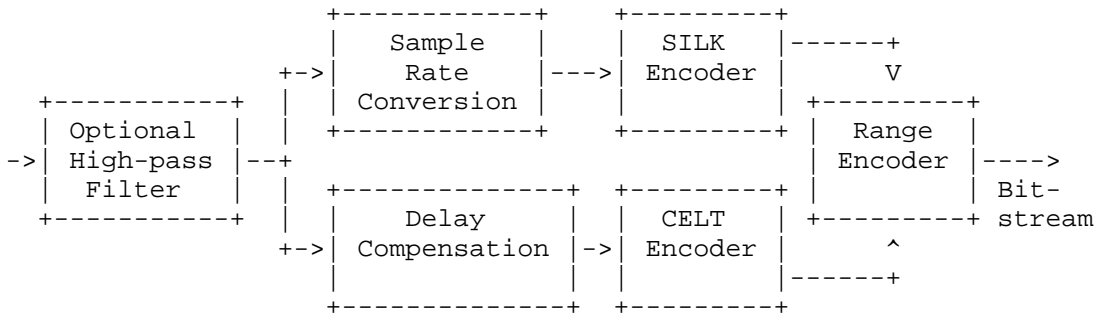 +------------+    +---------+
                       |   Sample   |    |  SILK   |------+
                    +->|    Rate    |--->| Encoder |      V
     +-----------+  |  | Conversion |    |         | +---------+
     | Optional  |  |  +------------+    +---------+ |  Range  |
   ->| High-pass |--+                                | Encoder |---->
     |  Filter   |  |  +--------------+  +---------+ |         | Bit-
     +-----------+  |  |    Delay     |  |  CELT   | +---------+ stream
                    +->| Compensation |->| Encoder |      ^
                       |              |  |         |------+
                       +--------------+  +---------+